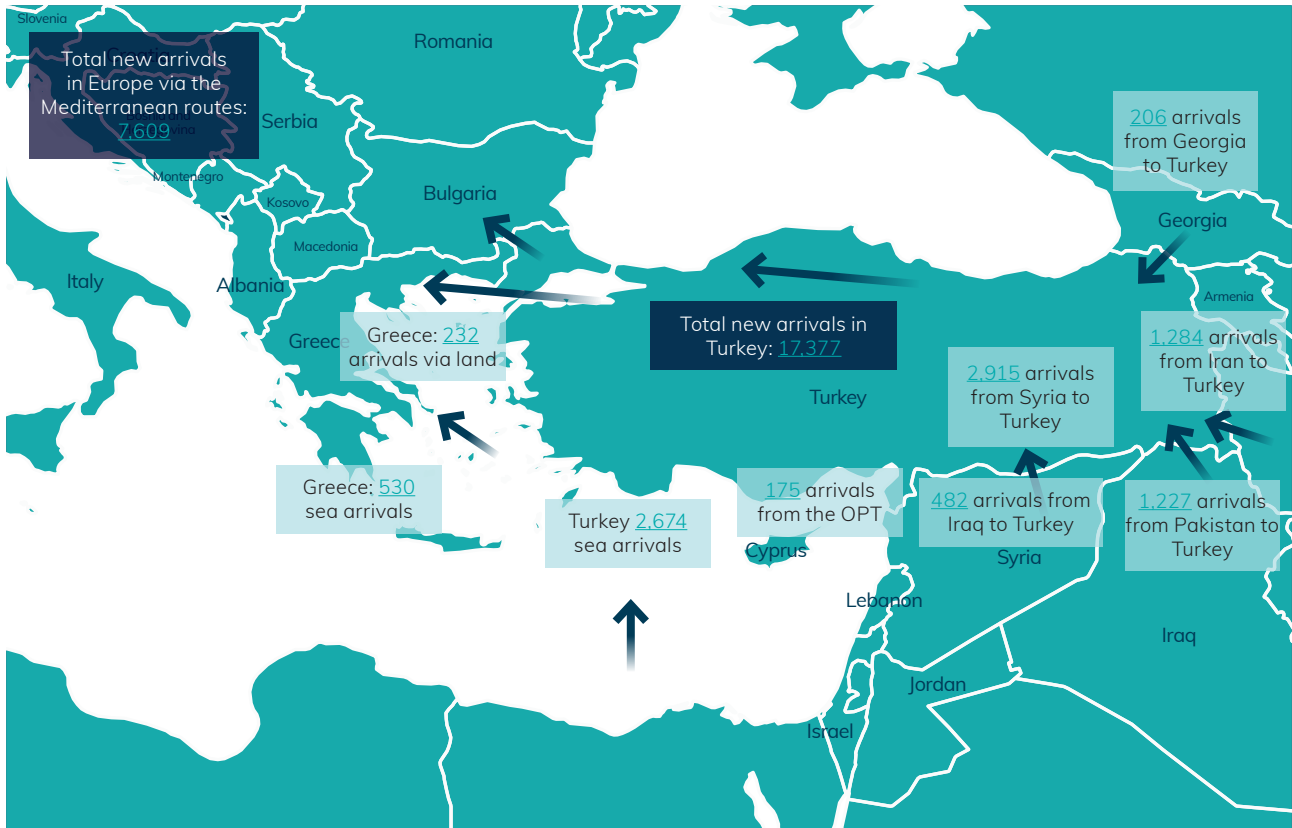 Slovenia
Croatia
Romania
Total new arrivals
in Europe via the
Mediterranean routes:
7,609
Serbia
Montenegro
Kosovo
Bulgaria
Macedonia
Italy
Albania
Greece
Greece: 232
arrivals via land
Total new arrivals in
Turkey: 17,377
206 arrivals
from Georgia
to Turkey
Georgia
Armenia
1,284 arrivals
from Iran to
Turkey
2,915 arrivals
from Syria to
Turkey
Turkey
Greece: 530
sea arrivals
Turkey 2,674
sea arrivals
175 arrivals
from the OPT
Cyprus
482 arrivals from
Iraq to Turkey
Syria
1,227 arrivals
from Pakistan to
Turkey
Lebanon
Iraq
Jordan
Israel